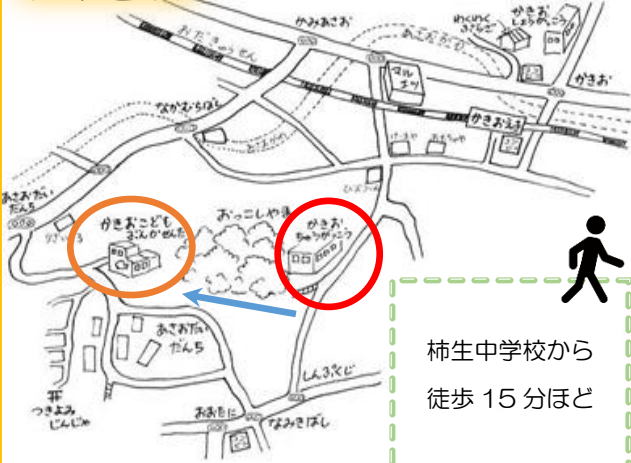 かみあさお
おだきゅうせん
わくわく
かきお
しょうがっこう
マル
エツ
かきお
かきおえき
なかむらばし
あさおだい
だんち
かきおこども
ぶんかせんたー
おっこしやま
かきお
ちゅうがっこう
あさおだい
だんち
つきよみ
じんじゃ
しんぷくじ
おおたに
なみきばし
柿生中学校から
徒歩 15 分ほど